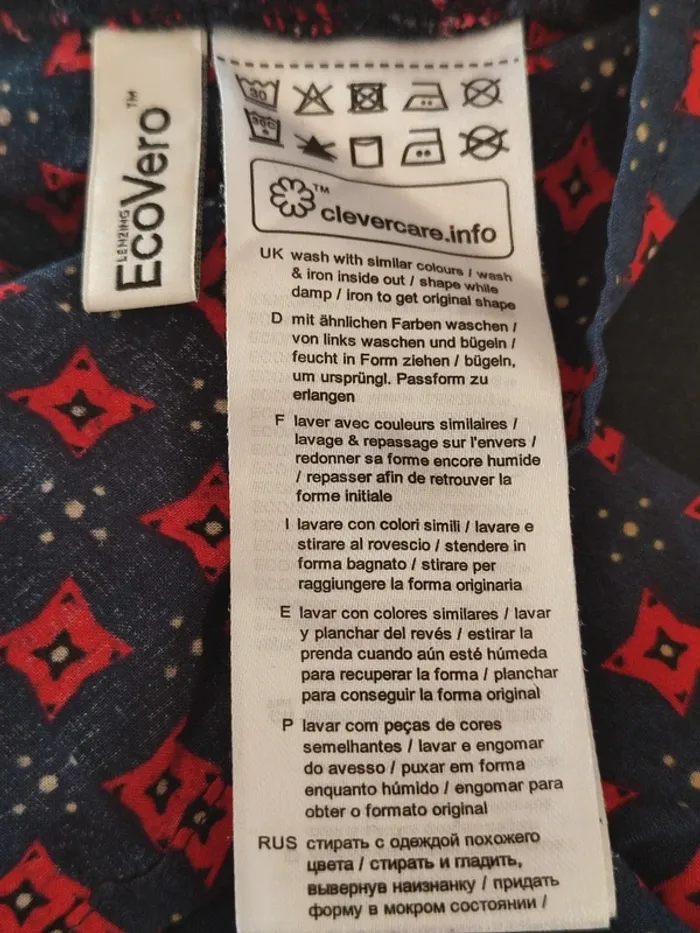 LENZING
EcoVero™
30
30C
™
clevercare.info
UK wash with similar colours / wash
& iron inside out / shape while
damp / iron to get original shape
D mit ähnlichen Farben waschen /
von links waschen und bügeln /
feucht in Form ziehen / bügeln,
um ursprüngl. Passform zu
erlangen
F laver avec couleurs similaires /
lavage & repassage sur l'envers /
redonner sa forme encore humide
/ repasser afin de retrouver la
forme initiale
I lavare con colori simili / lavare e
stirare al rovescio / stendere in
forma bagnato / stirare per
raggiungere la forma originaria
E lavar con colores similares / lavar
y planchar del revés / estirar la
prenda cuando aún esté húmeda
para recuperar la forma / planchar
para conseguir la forma original
P lavar com peças de cores
semelhantes / lavar e engomar
do avesso / puxar em forma
enquanto húmido / engomar para
obter o formato original
RUS стирать с одеждой похожего
цвета / стирать и гладить,
вывернув наизнанку / придать
форму в мокром состоянии /